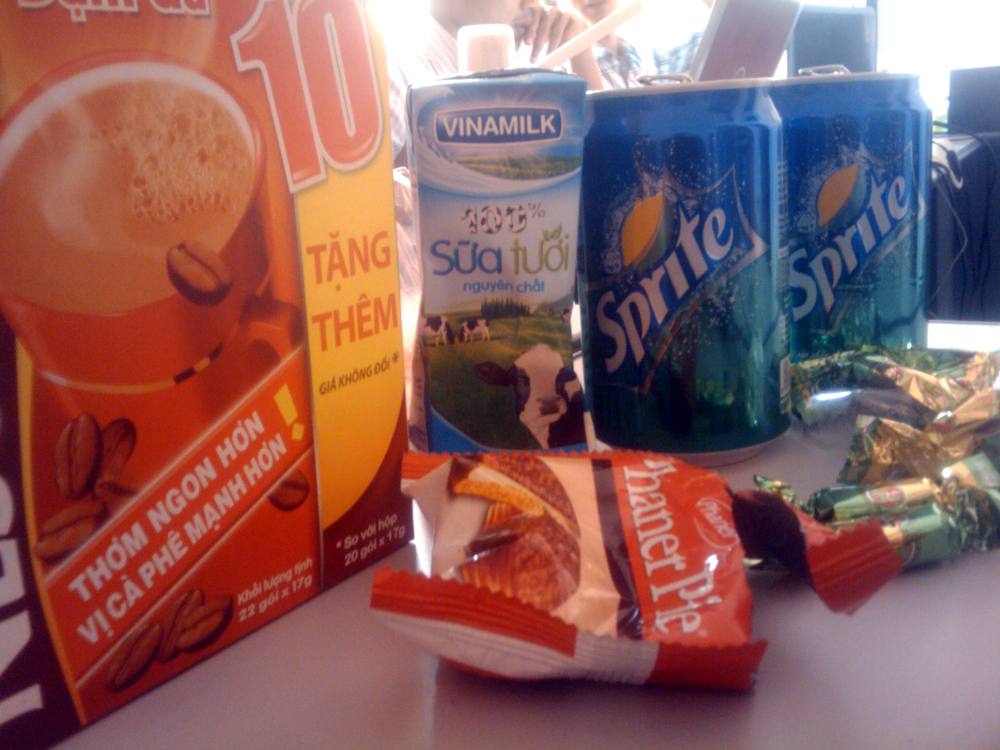 10
TẶNG
THÊM
GIÁ KHÔNG ĐỔI *
THƠM NGON HƠN
VỊ CÀ PHÊ MẠNH HƠN !
* So với hộp
20 gói x 17g
Khối lượng tịnh
22 gói x 17g
VINAMILK
100%
Sữa tươi
nguyên chất
Sprite
Sprite
Phaner Pie